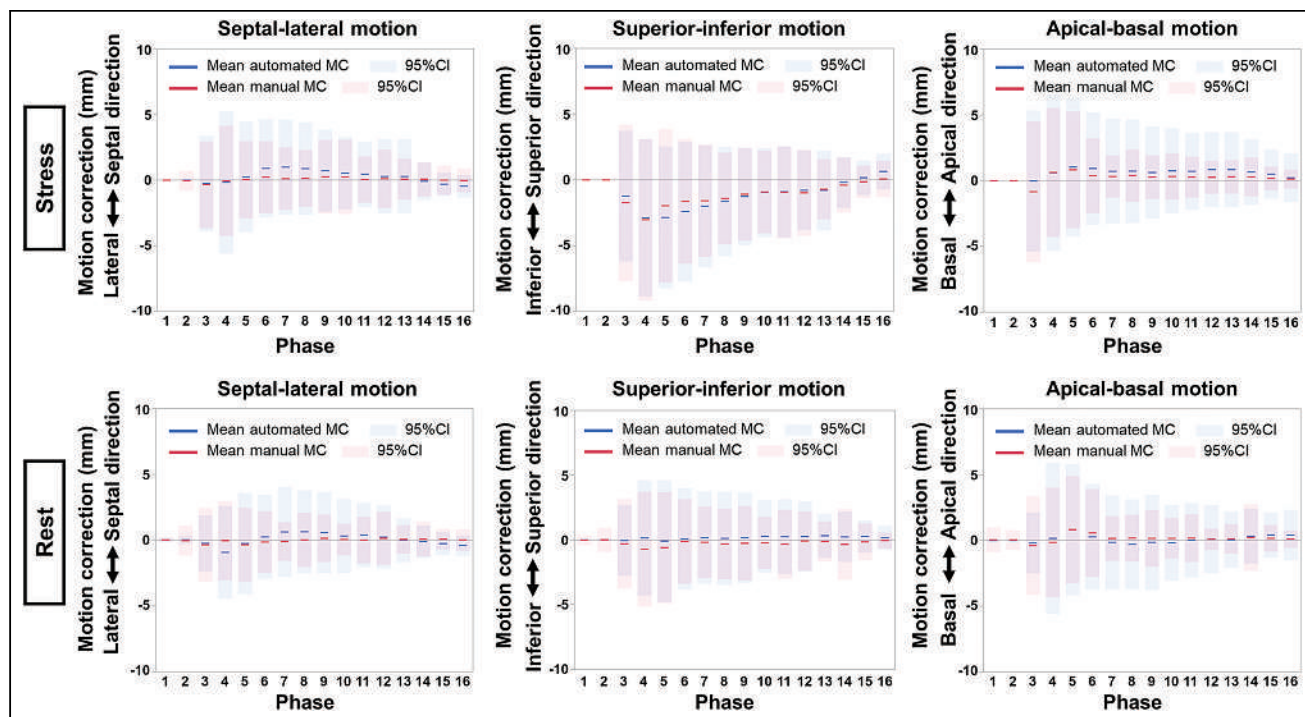 Stress
Septal-lateral motion
Motion correction (mm)
Lateral ↔ Septal direction
10
5
0
-5
-10
Mean automated MC 95%CI
Mean manual MC 95%CI
1 2 3 4 5 6 7 8 9 10 11 12 13 14 15 16
Phase
Superior-inferior motion
Motion correction (mm)
Inferior ↔ Superior direction
10
5
0
-5
-10
Mean automated MC 95%CI
Mean manual MC 95%CI
1 2 3 4 5 6 7 8 9 10 11 12 13 14 15 16
Phase
Apical-basal motion
Motion correction (mm)
Basal ↔ Apical direction
10
5
0
-5
-10
Mean automated MC 95%CI
Mean manual MC 95%CI
1 2 3 4 5 6 7 8 9 10 11 12 13 14 15 16
Phase
Rest
Septal-lateral motion
Motion correction (mm)
Lateral ↔ Septal direction
10
5
0
-5
-10
Mean automated MC 95%CI
Mean manual MC 95%CI
1 2 3 4 5 6 7 8 9 10 11 12 13 14 15 16
Phase
Superior-inferior motion
Motion correction (mm)
Inferior ↔ Superior direction
10
5
0
-5
-10
Mean automated MC 95%CI
Mean manual MC 95%CI
1 2 3 4 5 6 7 8 9 10 11 12 13 14 15 16
Phase
Apical-basal motion
Motion correction (mm)
Basal ↔ Apical direction
10
5
0
-5
-10
Mean automated MC 95%CI
Mean manual MC 95%CI
1 2 3 4 5 6 7 8 9 10 11 12 13 14 15 16
Phase